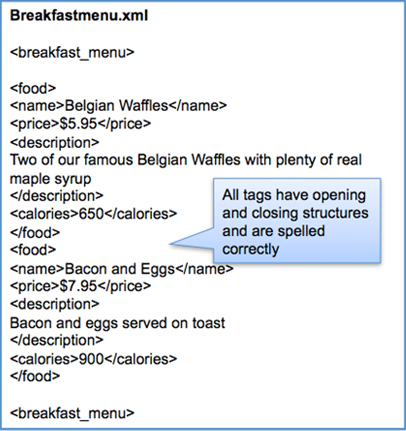 Breakfastmenu.xml
<breakfast_menu>
<food>
<name>Belgian Waffles</name>
<price>$5.95</price>
<description>
Two of our famous Belgian Waffles with plenty of real
maple syrup
</description>
<calories>650</calories>
</food>
<food>
<name>Bacon and Eggs</name>
<price>$7.95</price>
<description>
Bacon and eggs served on toast
</description>
<calories>900</calories>
</food>
<breakfast_menu>
All tags have opening
and closing structures
and are spelled
correctly